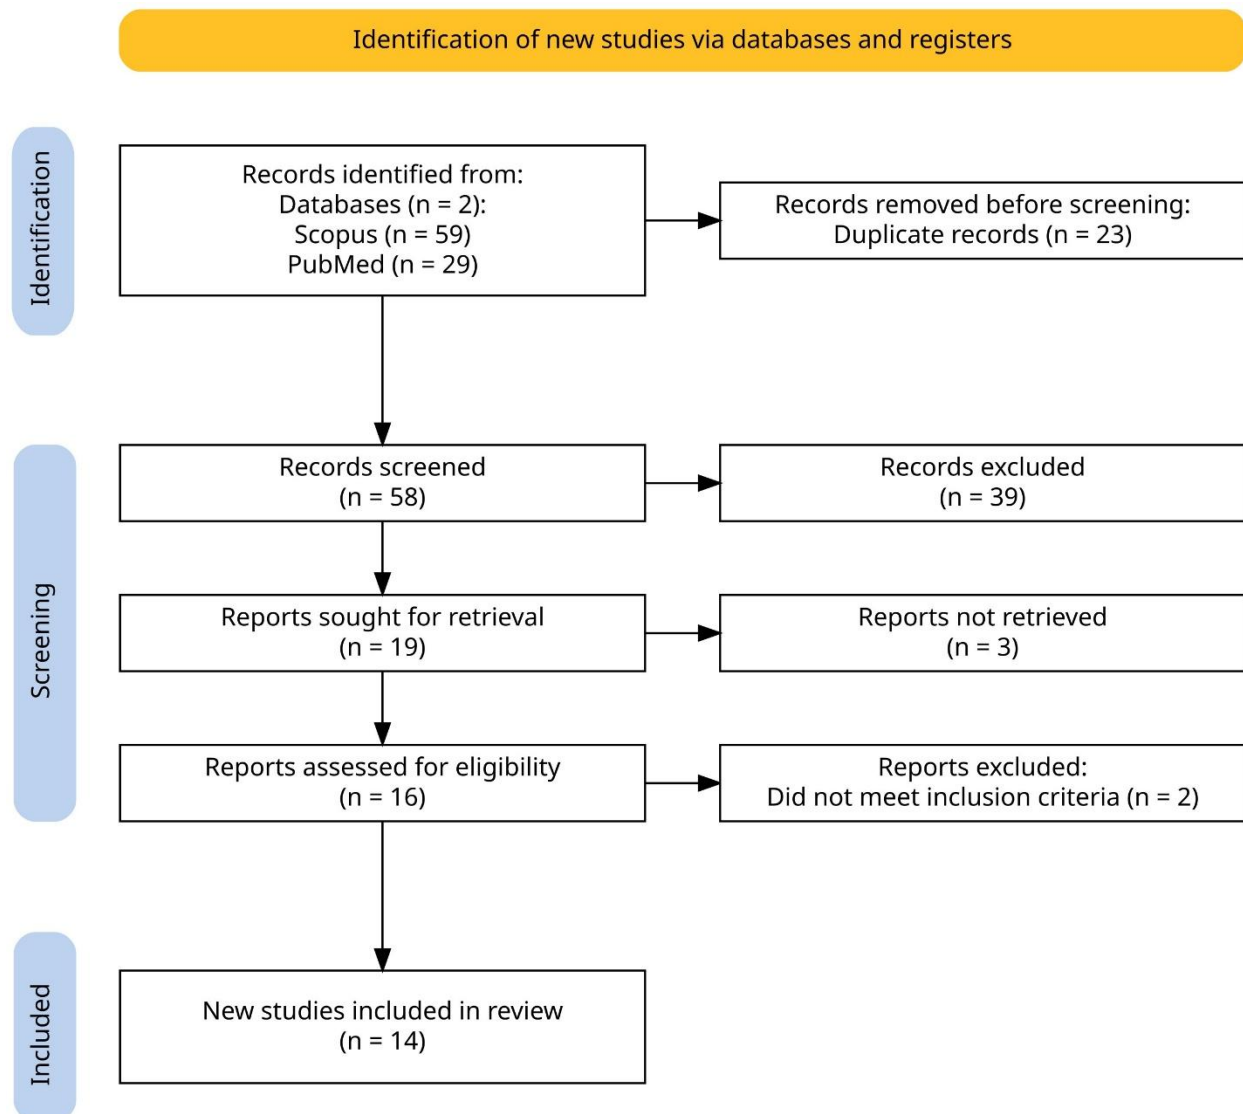 Identification of new studies via databases and registers
Identification
Records identified from:
Databases (n = 2):
Scopus (n = 59)
PubMed (n = 29)
Records removed before screening:
Duplicate records (n = 23)
Screening
Records screened
(n = 58)
Records excluded
(n = 39)
Reports sought for retrieval
(n = 19)
Reports not retrieved
(n = 3)
Reports assessed for eligibility
(n = 16)
Reports excluded:
Did not meet inclusion criteria (n = 2)
Included
New studies included in review
(n = 14)